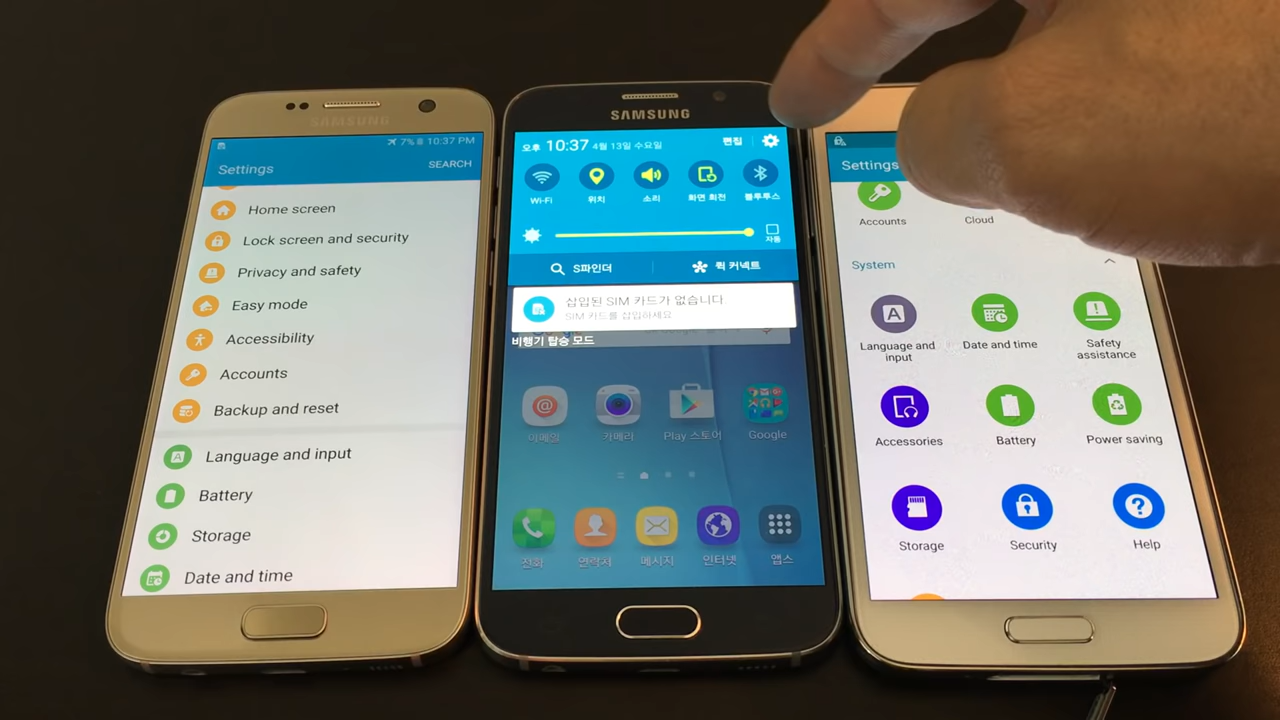 SAMSUNG
7% 10:37 PM
Settings
SEARCH
Home screen
Lock screen and security
Privacy and safety
Easy mode
Accessibility
Accounts
Backup and reset
Language and input
Battery
Storage
Date and time
SAMSUNG
오후 10:37 4월 13일 수요일
편집
Wi-Fi
위치
소리
화면 회전
블루투스
자동
S파인더
퀵 커넥트
삽입된 SIM 카드가 없습니다.
SIM 카드를 삽입하세요
비행기 탑승 모드
이메일
카메라
Play 스토어
Google
전화
연락처
메시지
인터넷
앱스
Settings
Accounts
Cloud
System
Language and
input
Date and time
Safety
assistance
Accessories
Battery
Power saving
Storage
Security
Help